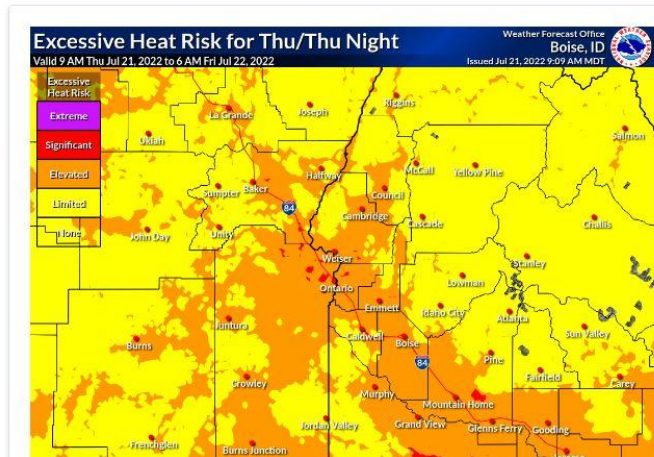 Excessive Heat Risk for Thu/Thu Night
Valid 9 AM Thu Jul 21, 2022 to 6 AM Fri Jul 22, 2022
Weather Forecast Office
Boise, ID
Issued Jul 21, 2022 9:09 AM MDT
Excessive
Heat Risk
Extreme
Significant
Elevated
Limited
None
La Grande
Joseph
Riggins
Ukiah
Salmon
Halfway
McCall
Yellow Pine
Sumpter
Baker
Council
84
Cambridge
Cascade
Challis
John Day
Unity
Weiser
Stanley
Ontario
Lowman
Emmett
Idaho City
Atlanta
Juntura
Caldwell
Boise
Sun Valley
Burns
84
Pine
Fairfield
Carey
Crowley
Murphy
Mountain Home
Jordan Valley
Grand View
Glenns Ferry
Gooding
Frenchglen
Burns Junction